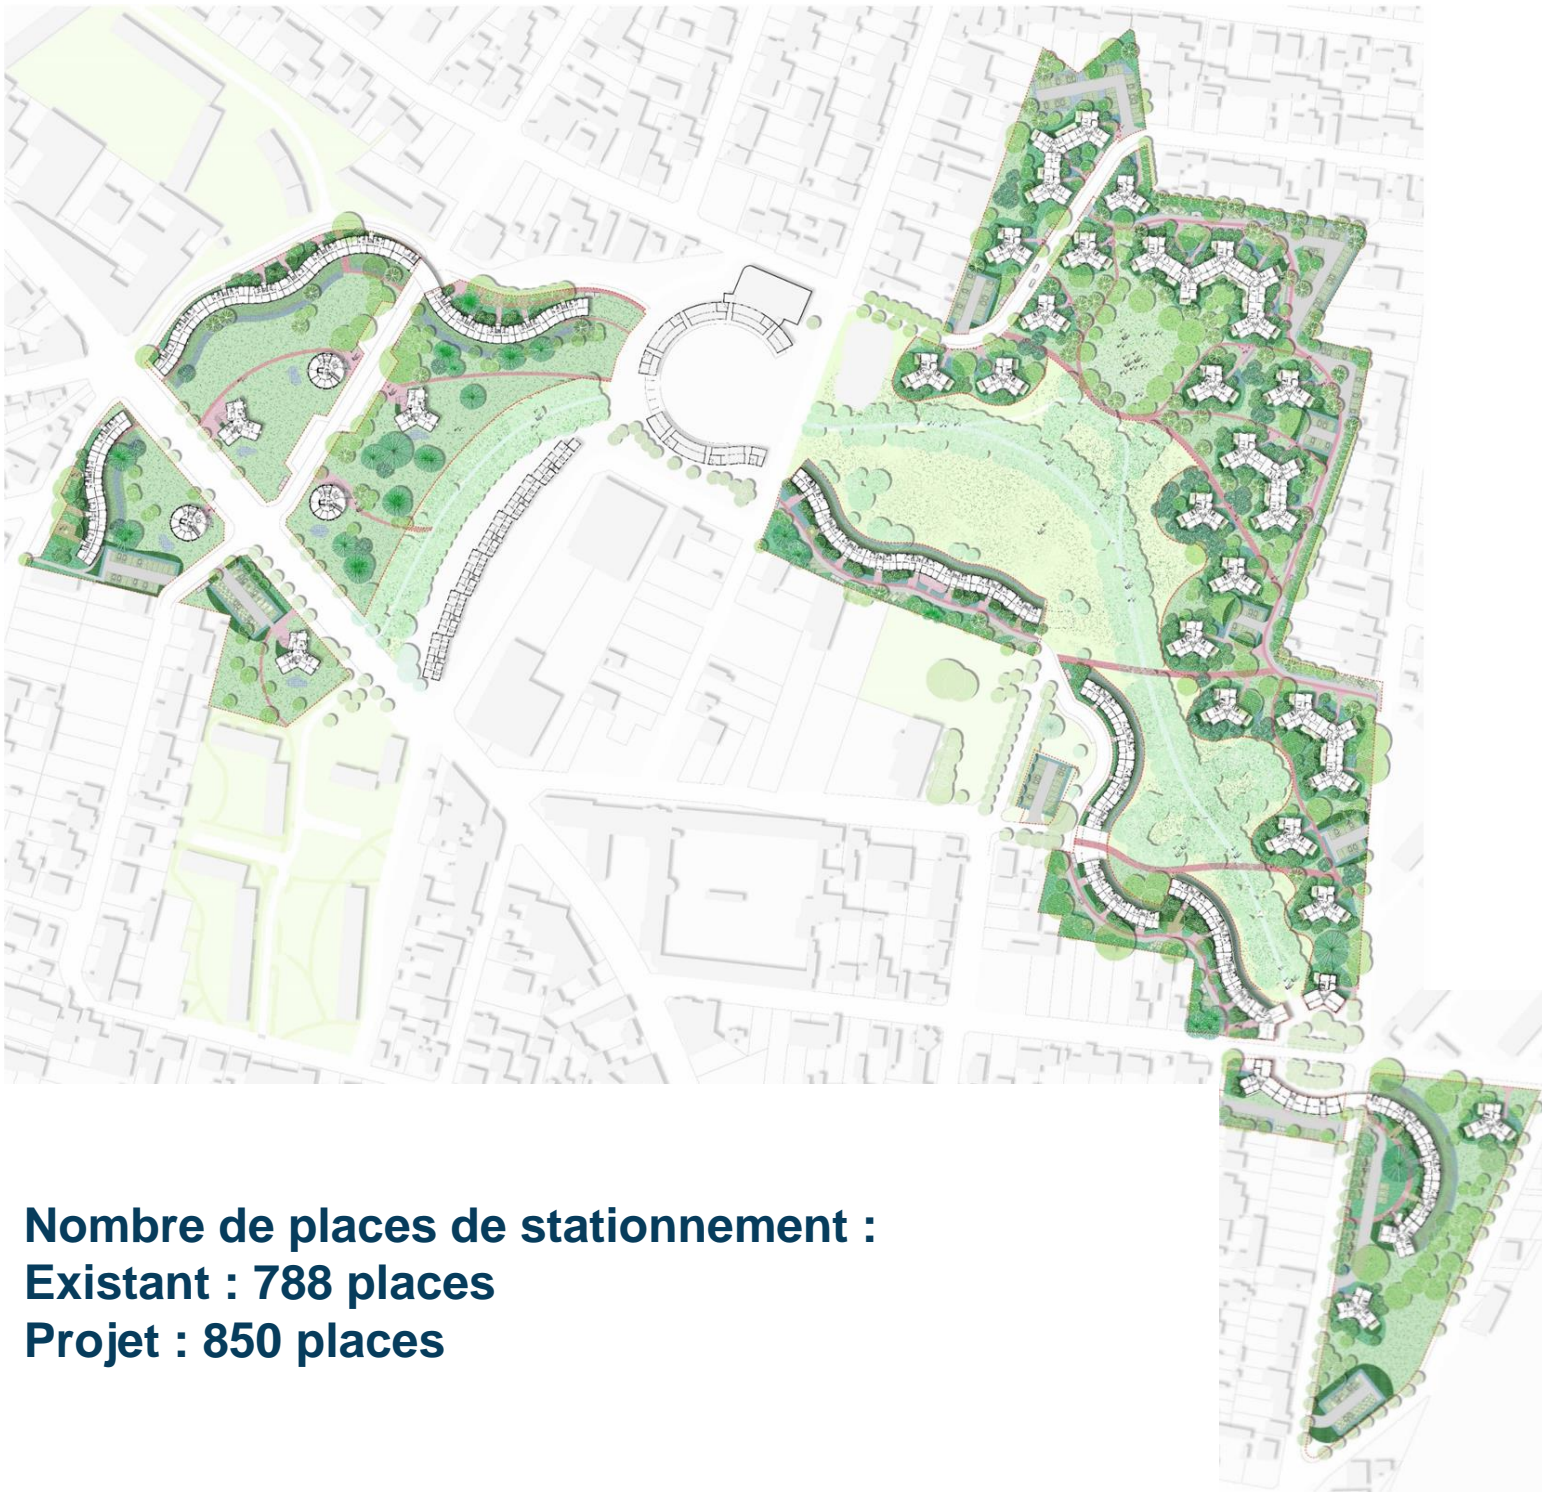 Nombre de places de stationnement :
Existant : 788 places
Projet : 850 places